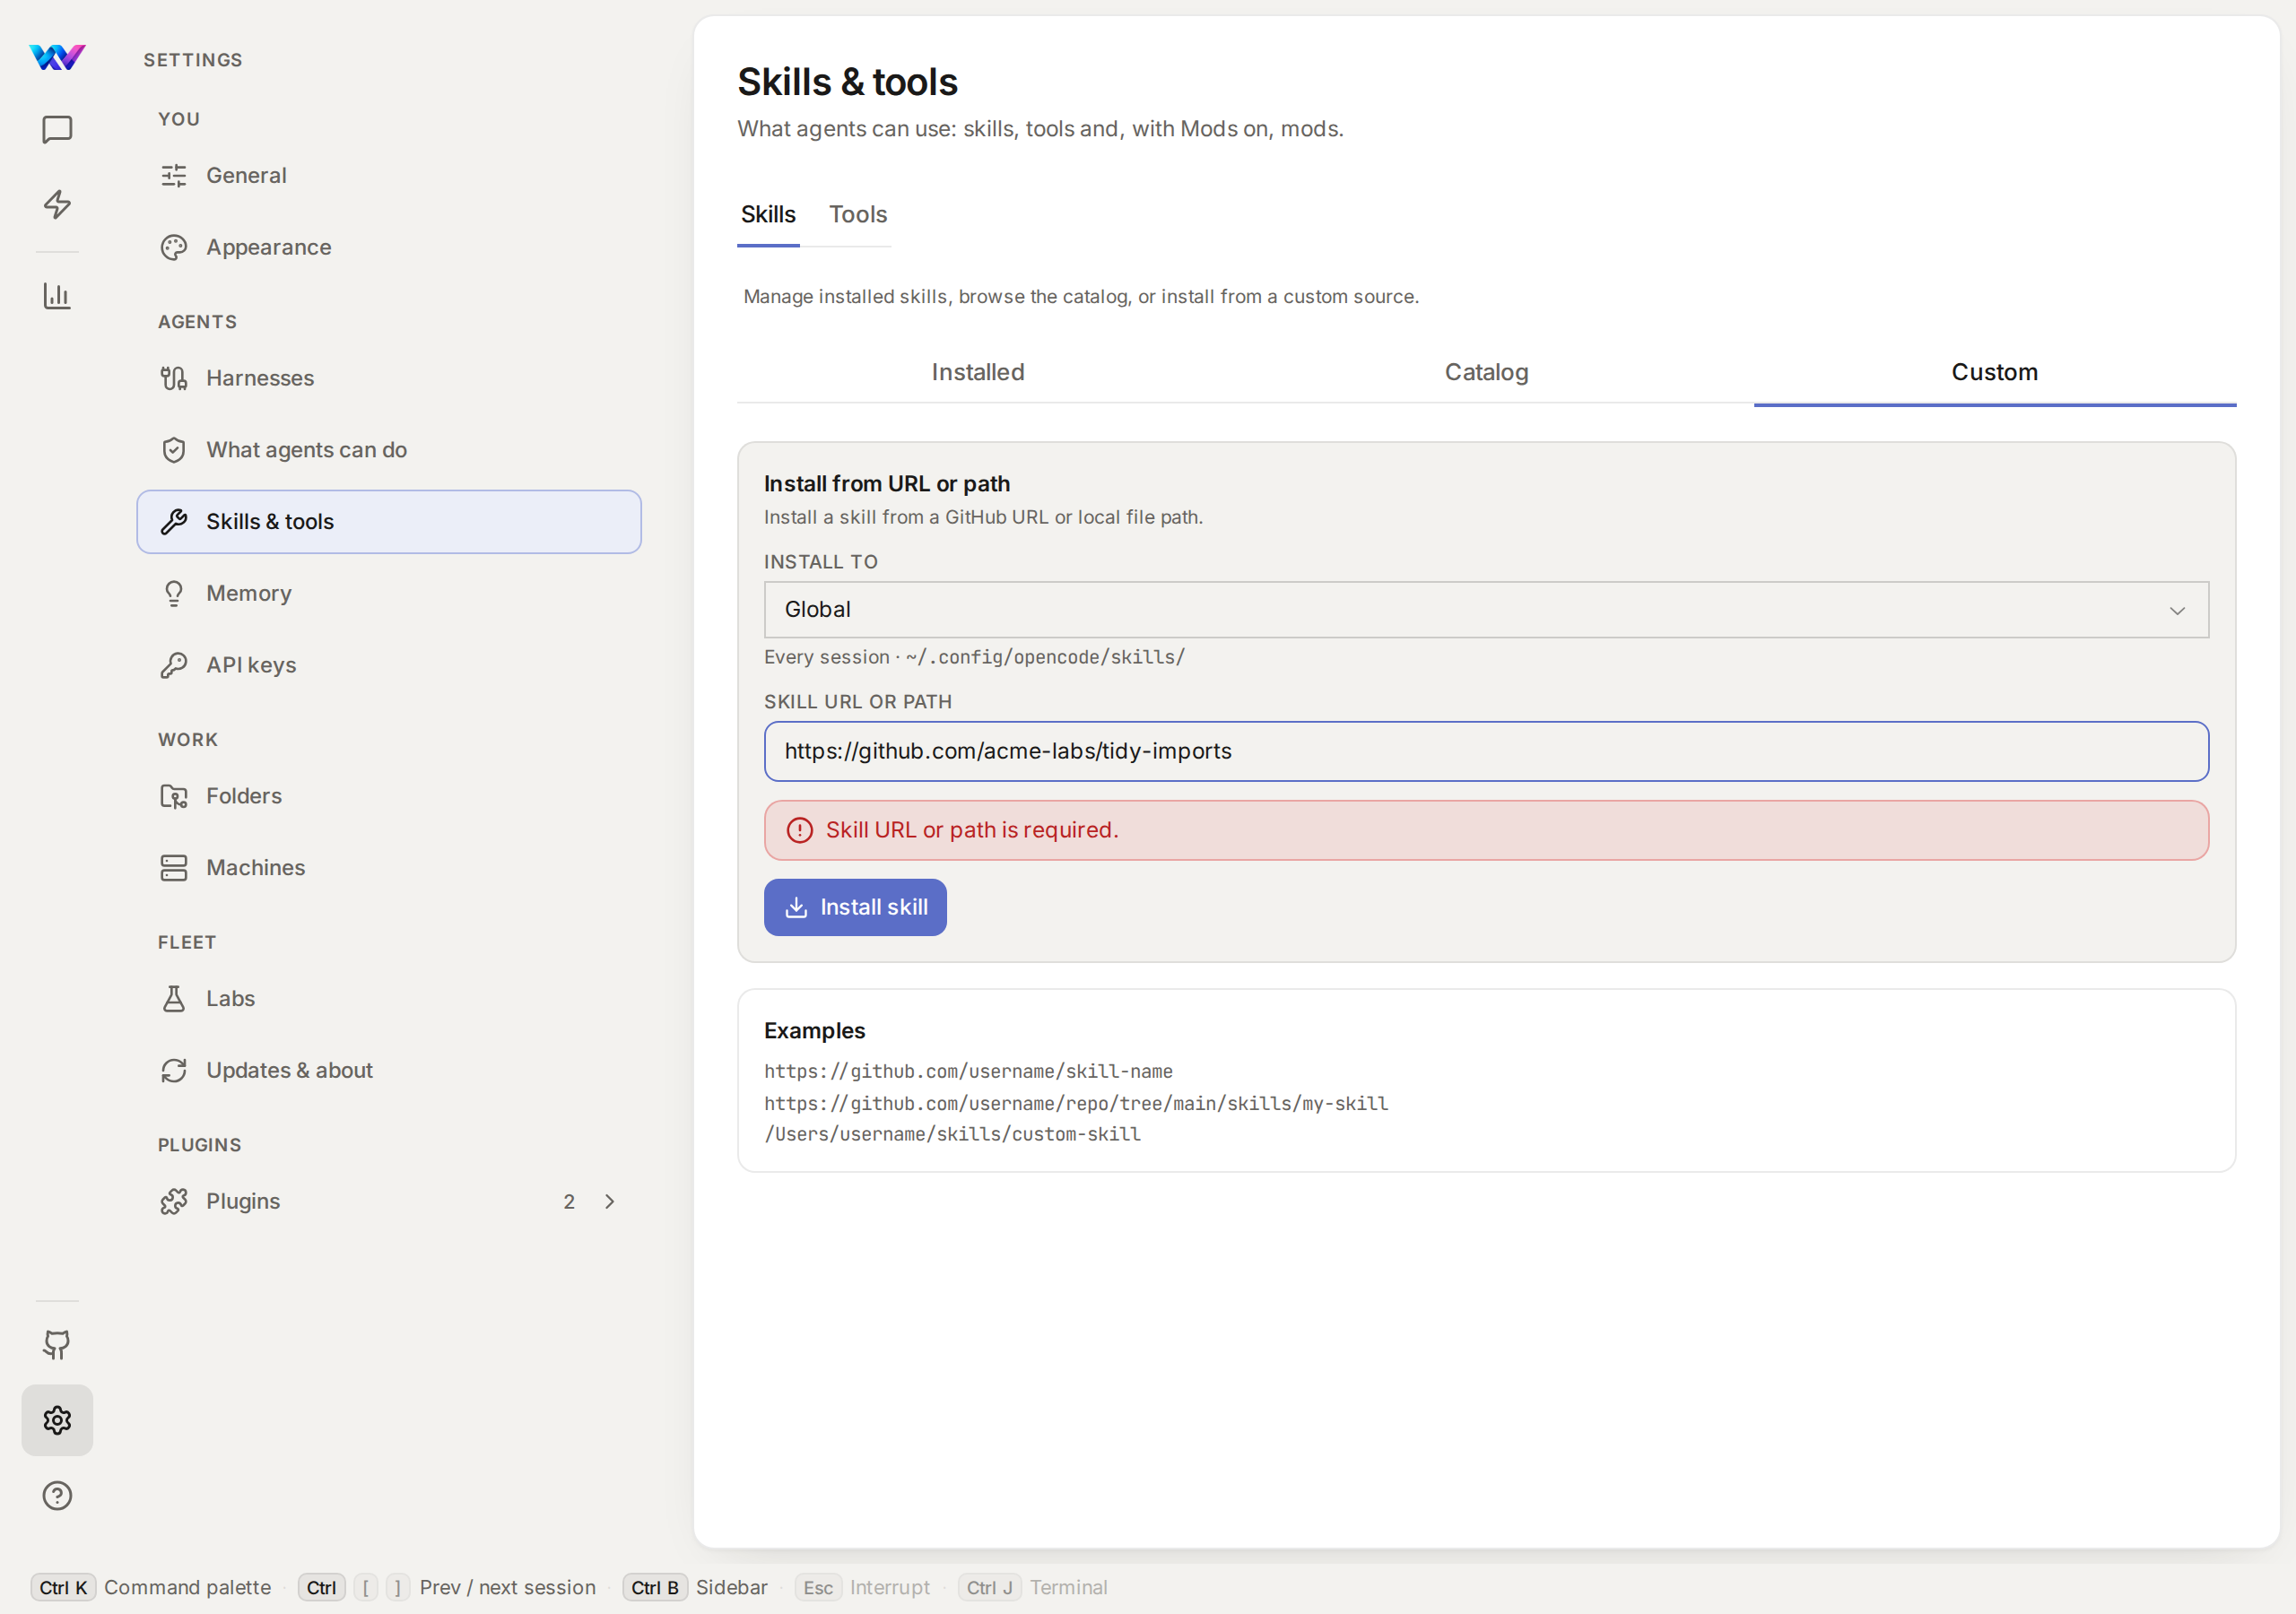 SETTINGS
YOU
General
Appearance
AGENTS
Harnesses
What agents can do
Skills & tools
Memory
API keys
WORK
Folders
Machines
FLEET
Labs
Updates & about
PLUGINS
Plugins 2
Skills & tools
What agents can use: skills, tools and, with Mods on, mods.
Skills Tools
Manage installed skills, browse the catalog, or install from a custom source.
Installed Catalog Custom
Install from URL or path
Install a skill from a GitHub URL or local file path.
INSTALL TO
Global
Every session · ~/.config/opencode/skills/
SKILL URL OR PATH
https://github.com/acme-labs/tidy-imports
Skill URL or path is required.
Install skill
Examples
https://github.com/username/skill-name
https://github.com/username/repo/tree/main/skills/my-skill
/Users/username/skills/custom-skill
Ctrl K Command palette · Ctrl [ ] Prev / next session · Ctrl B Sidebar · Esc Interrupt · Ctrl J Terminal